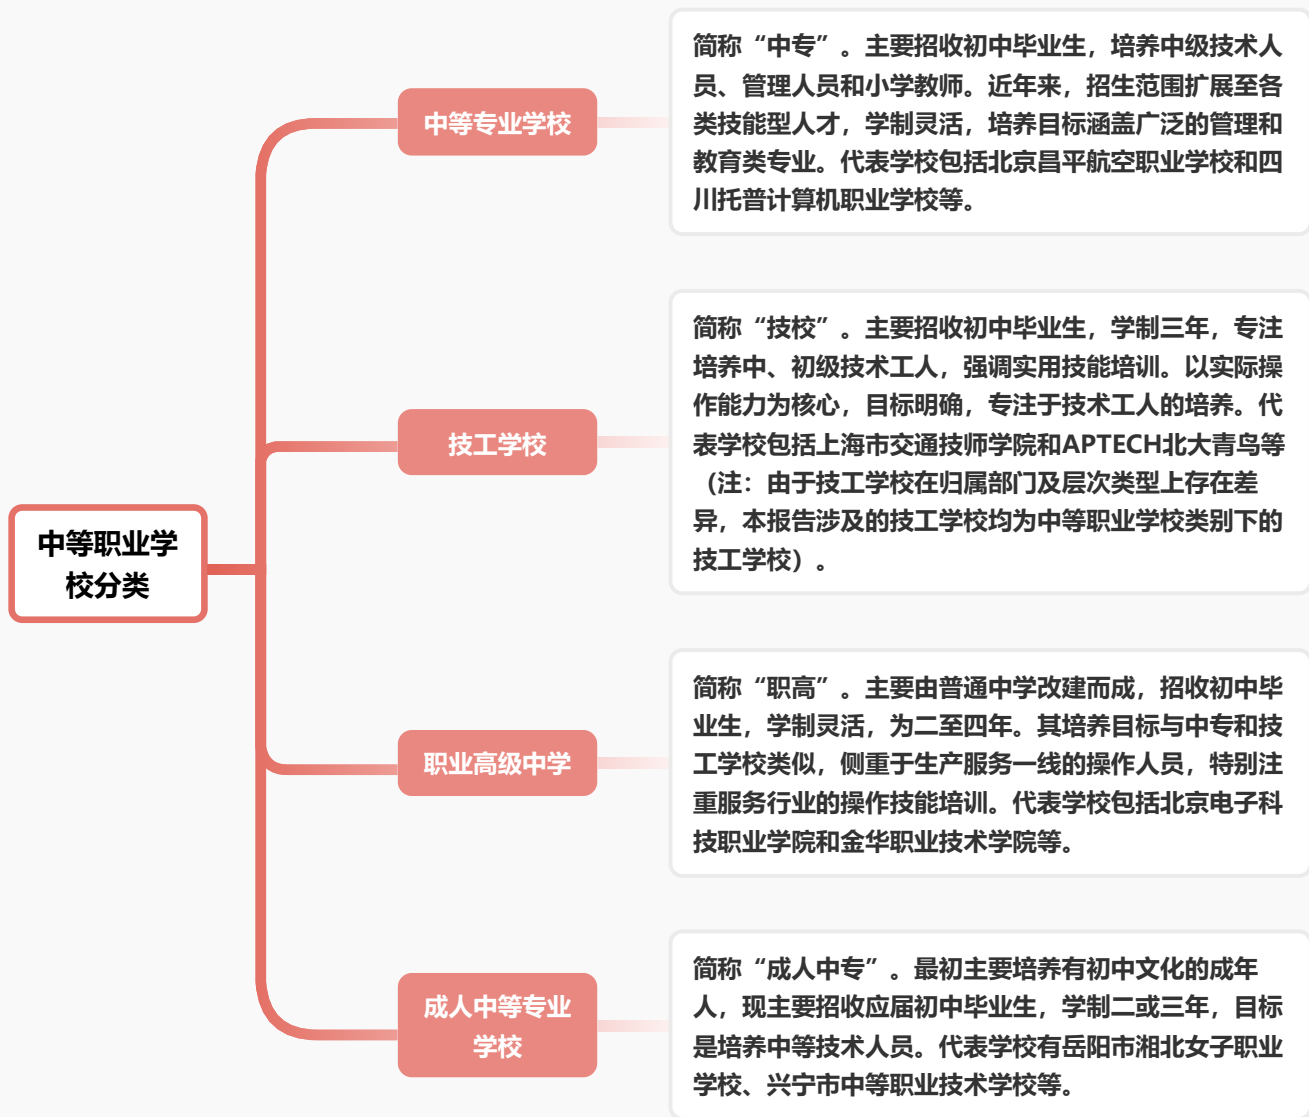 中等职业学
校分类
中等专业学校
简称“中专”。主要招收初中毕业生，培养中级技术人
员、管理人员和小学教师。近年来，招生范围扩展至各
类技能型人才，学制灵活，培养目标涵盖广泛的管理和
教育类专业。代表学校包括北京昌平航空职业学校和四
川托普计算机职业学校等。
技工学校
简称“技校”。主要招收初中毕业生，学制三年，专注
培养中、初级技术工人，强调实用技能培训。以实际操
作能力为核心，目标明确，专注于技术工人的培养。代
表学校包括上海市交通技师学院和APTECH北大青鸟等
（注：由于技工学校在归属部门及层次类型上存在差
异，本报告涉及的技工学校均为中等职业学校类别下的
技工学校）。
职业高级中学
简称“职高”。主要由普通中学改建而成，招收初中毕
业生，学制灵活，为二至四年。其培养目标与中专和技
工学校类似，侧重于生产服务一线的操作人员，特别注
重服务行业的操作技能培训。代表学校包括北京电子科
技职业学院和金华职业技术学院等。
成人中等专业
学校
简称“成人中专”。最初主要培养有初中文化的成年
人，现主要招收应届初中毕业生，学制二或三年，目标
是培养中等技术人员。代表学校有岳阳市湘北女子职业
学校、兴宁市中等职业技术学校等。